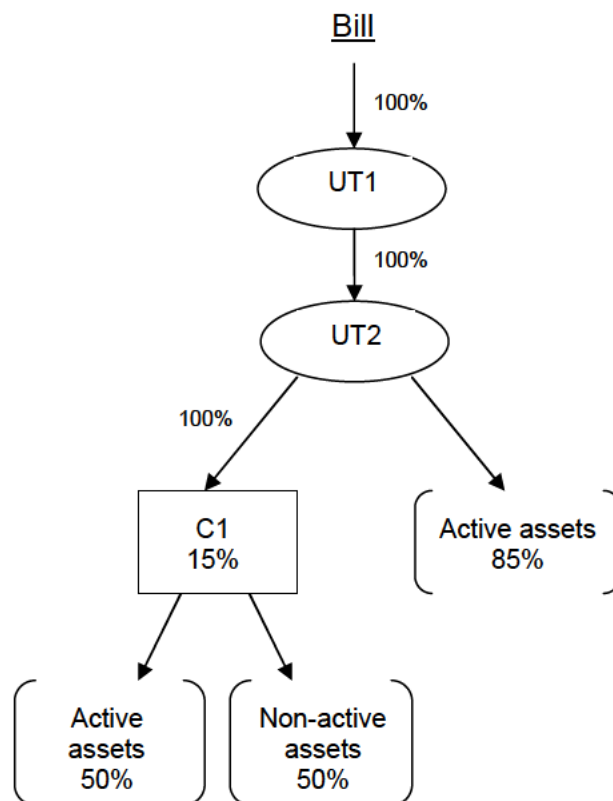 Bill
100%
UT1
100%
UT2
100%
C1
15%
Active assets
85%
Active
assets
50%
Non-active
assets
50%